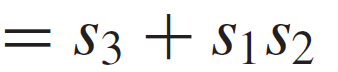 = s₃ + s₁s₂